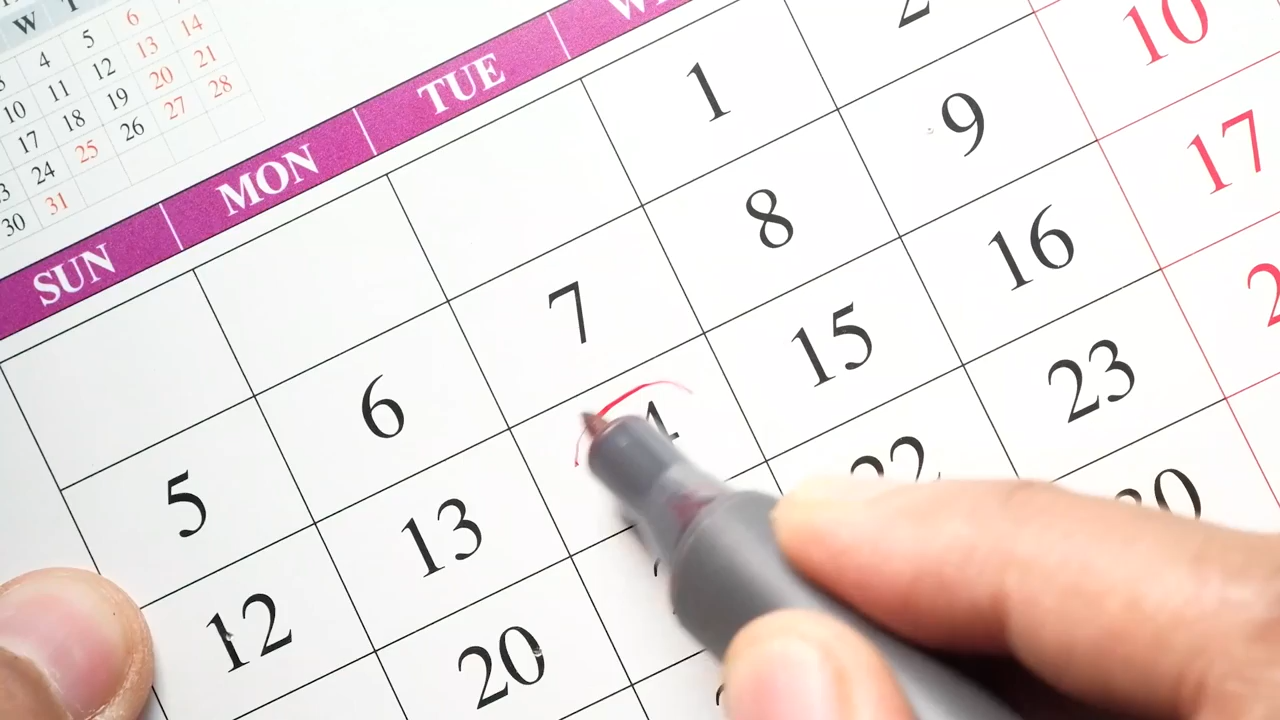 W T
4 5 6
10 11 12 13 14
17 18 19 20 21
24 25 26 27 28
30 31
SUN MON TUE
1 2
5 6 7 8 9 10
12 13 15 16 17
20 22 23